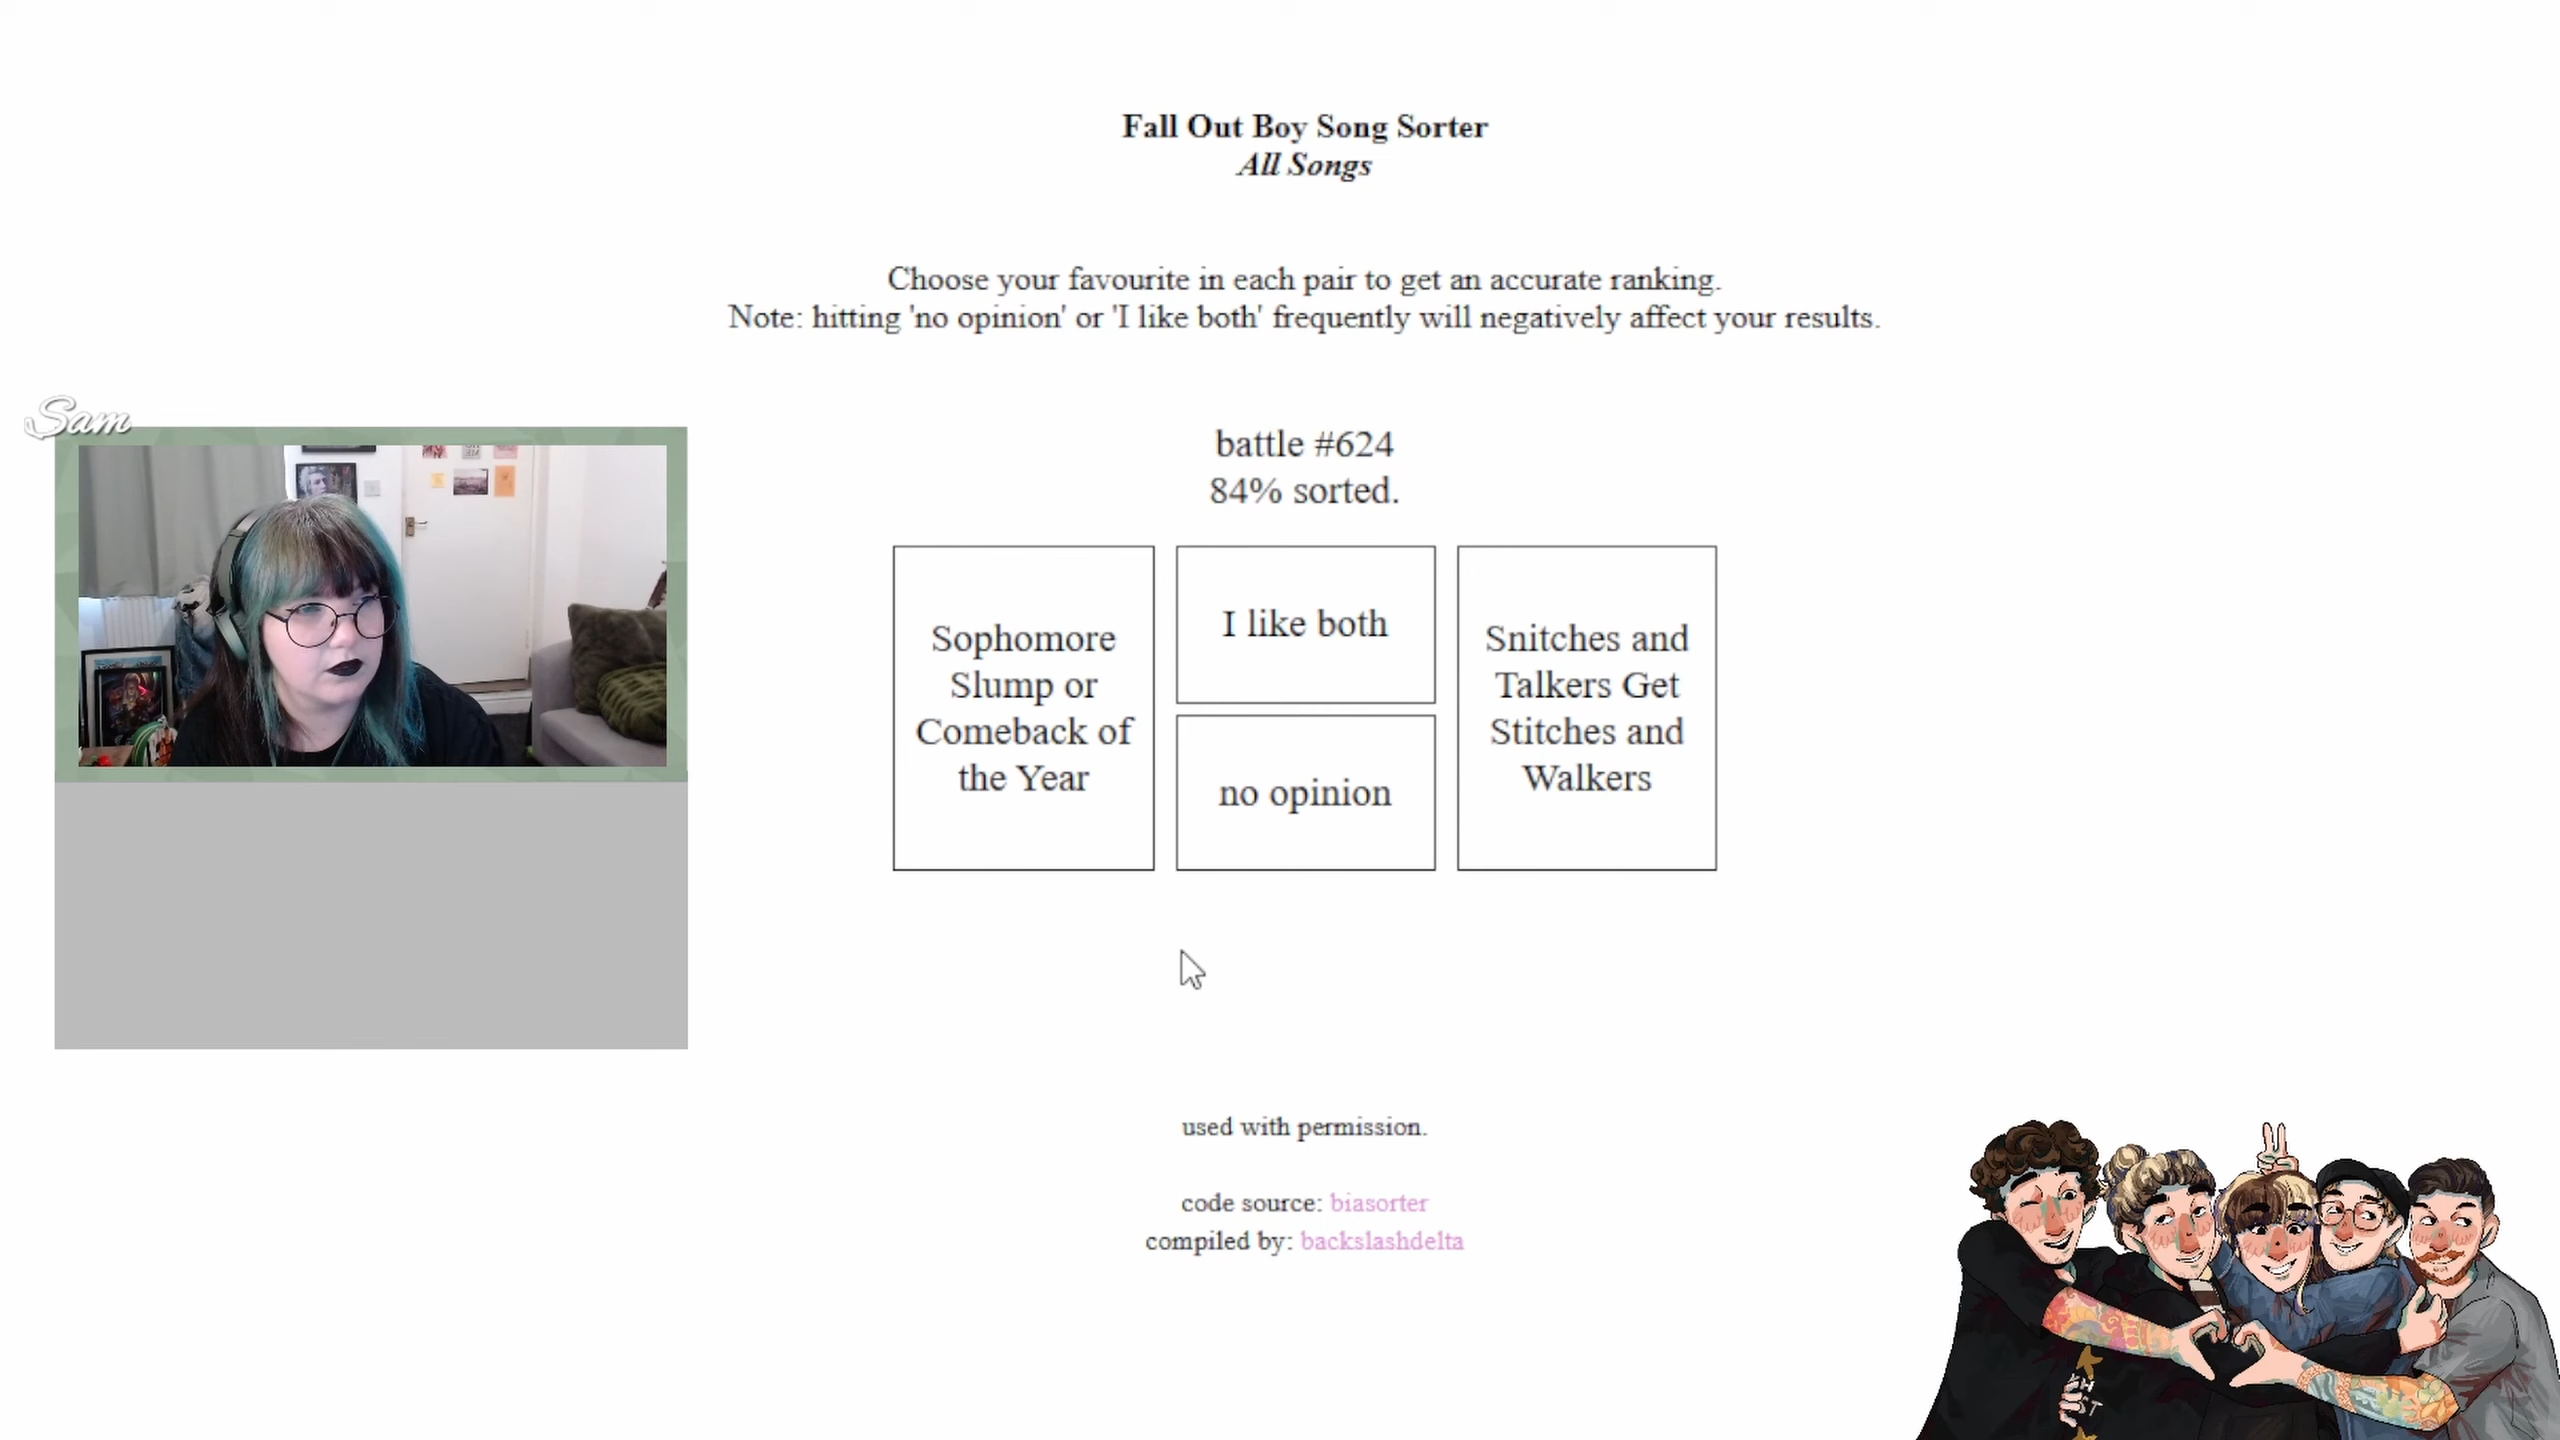 Fall Out Boy Song Sorter
All Songs
Choose your favourite in each pair to get an accurate ranking.
Note: hitting 'no opinion' or 'I like both' frequently will negatively affect your results.
Sam
battle #624
84% sorted.
Sophomore
Slump or
Comeback of
the Year
I like both
no opinion
Snitches and
Talkers Get
Stitches and
Walkers
used with permission.
code source: biasorter
compiled by: backslashdelta